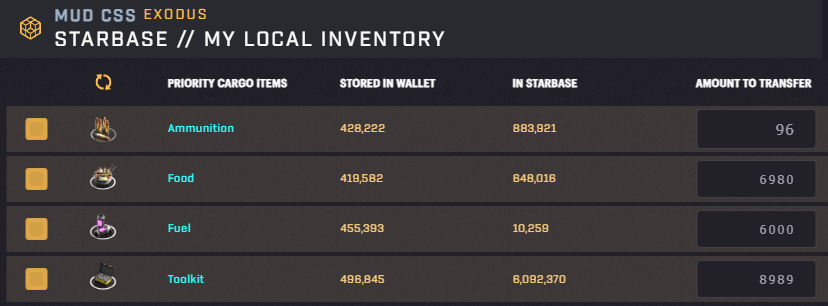 MUD CSS EXODUS
STARBASE // MY LOCAL INVENTORY
PRIORITY CARGO ITEMS STORED IN WALLET IN STARBASE AMOUNT TO TRANSFER
Ammunition 428,222 883,921 96
Food 419,582 648,016 6980
Fuel 455,393 10,259 6000
Toolkit 496,845 6,092,370 8989